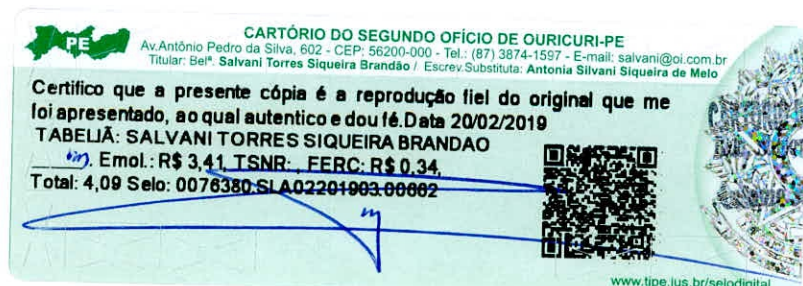 PE
CARTÓRIO DO SEGUNDO OFÍCIO DE OURICURI-PE
Av.Antônio Pedro da Silva, 602 - CEP: 56200-000 - Tel.: (87) 3874-1597 - E-mail: salvani@oi.com.br
Titular: Belª. Salvani Torres Siqueira Brandão / Escrev.Substituta: Antonia Silvani Siqueira de Melo
Certifico que a presente cópia é a reprodução fiel do original que me
foi apresentado, ao qual autentico e dou fé.Data 20/02/2019
TABELIÃ: SALVANI TORRES SIQUEIRA BRANDAO
. Emol.: R$ 3,41, TSNR: , FERC: R$ 0,34,
Total: 4,09 Selo: 0076380.SLA02201903.00662
www.tjpe.jus.br/selodigital